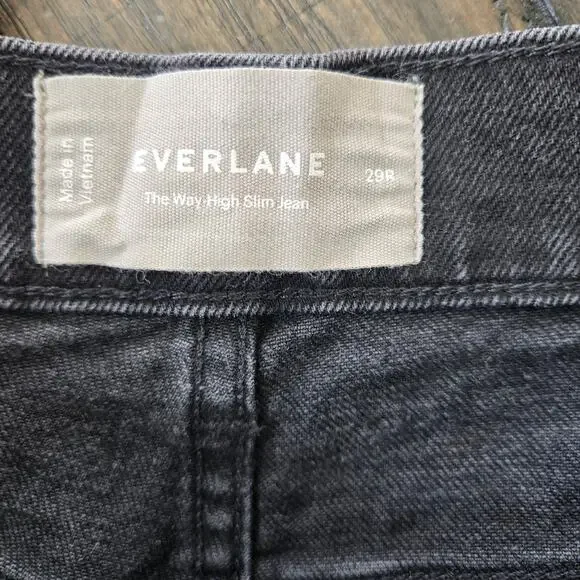 Made in
Vietnam
EVERLANE
The Way-High Slim Jean
29R